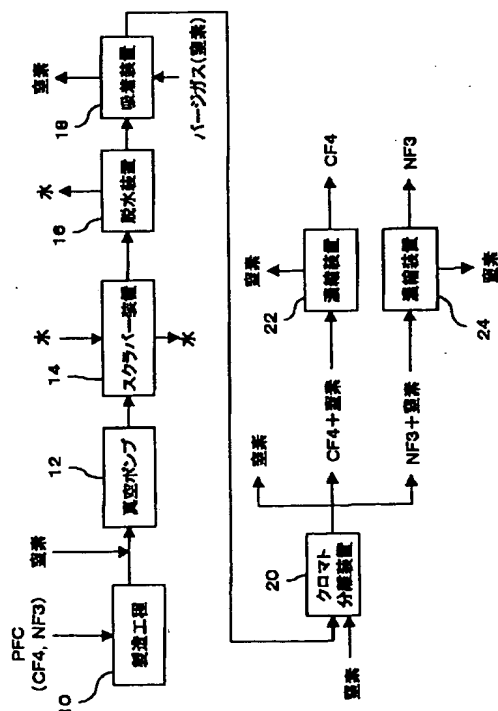 PFC
(CF4, NF3)
10
製造工程
窒素
12
真空ポンプ
水
14
スクラバー装置
水
水
16
脱水装置
窒素
18
吸着装置
パージガス(窒素)
窒素
20
クロマト
分離装置
窒素
CF4+窒素
NF3+窒素
窒素
22
濃縮装置
CF4
NF3
濃縮装置
24
窒素